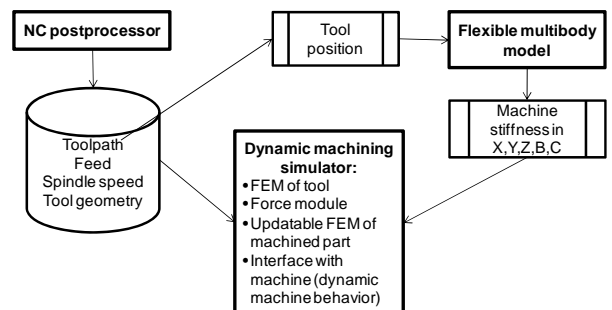 NC postprocessor
Tool
position
Flexible multibody
model
Toolpath
Feed
Spindle speed
Tool geometry
Machine
stiffness in
X,Y,Z,B,C
Dynamic machining
simulator:
•FEM of tool
•Force module
•Updatable FEM of
machined part
•Interface with
machine (dynamic
machine behavior)